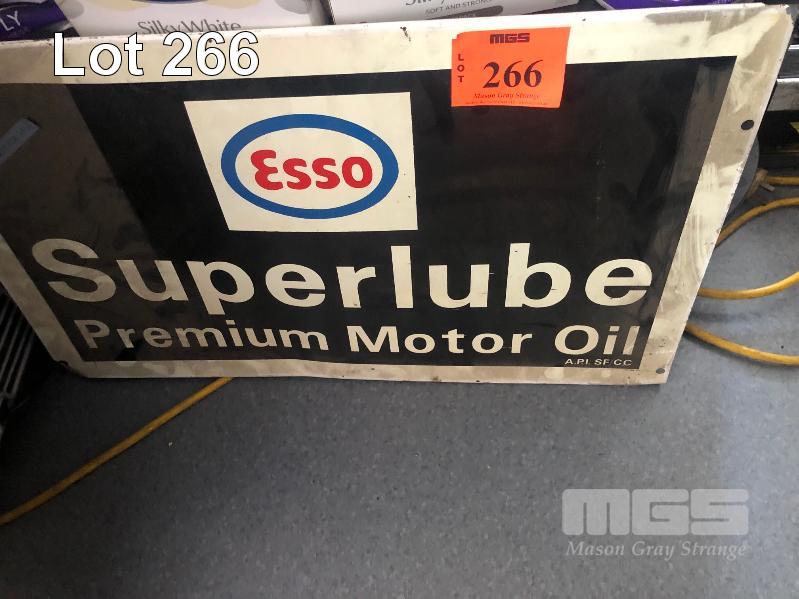 LY
SilkyWhite
SOFT AND STRONG
Lot 266
MGS
LOT
266
Mason Gray Strange
Esso
Superlube
Premium Motor Oil
A.P.I. SF/CC
MGS
Mason Gray Strange